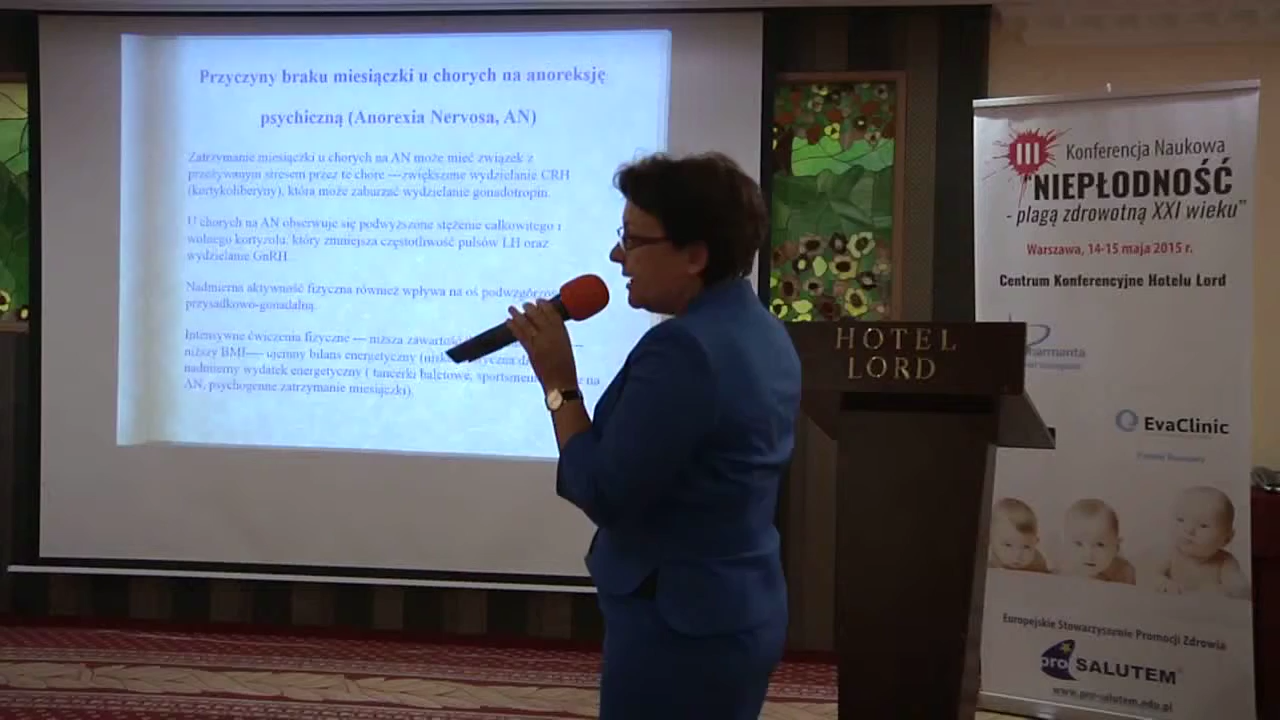 Przyczyny braku miesiączki u chorych na anoreksję
psychiczną (Anorexia Nervosa, AN)
Zatrzymanie miesiączki u chorych na AN może mieć związek z
przeżywanym stresem przez te chore —zwiększone wydzielanie CRH
(kortykoliberyny), która może zaburzać wydzielanie gonadotropin.
U chorych na AN obserwuje się podwyższone stężenie całkowitego i
wolnego kortyzolu, który zmniejsza częstotliwość pulsów LH oraz
wydzielanie GnRH.
Nadmierna aktywność fizyczna również wpływa na oś
przysadkowo-gonadalną.
Intensywne ćwiczenia fizyczne — niższa
niższy BMI— ujemny bilans energetyczny
nadmierny wydatek energetyczny ( tancerki baletowe, na
AN, psychogenne zatrzymanie miesiączki).
HOTEL
LORD
III Konferencja Naukowa
"NIEPŁODNOŚĆ
- plagą zdrowotną XXI wieku"
Warszawa, 14-15 maja 2015 r.
Centrum Konferencyjne Hotelu Lord
EvaClinic
Europejskie Stowarzyszenie Promocji Zdrowia
pro SALUTEM®
www.pro-salutem.edu.pl